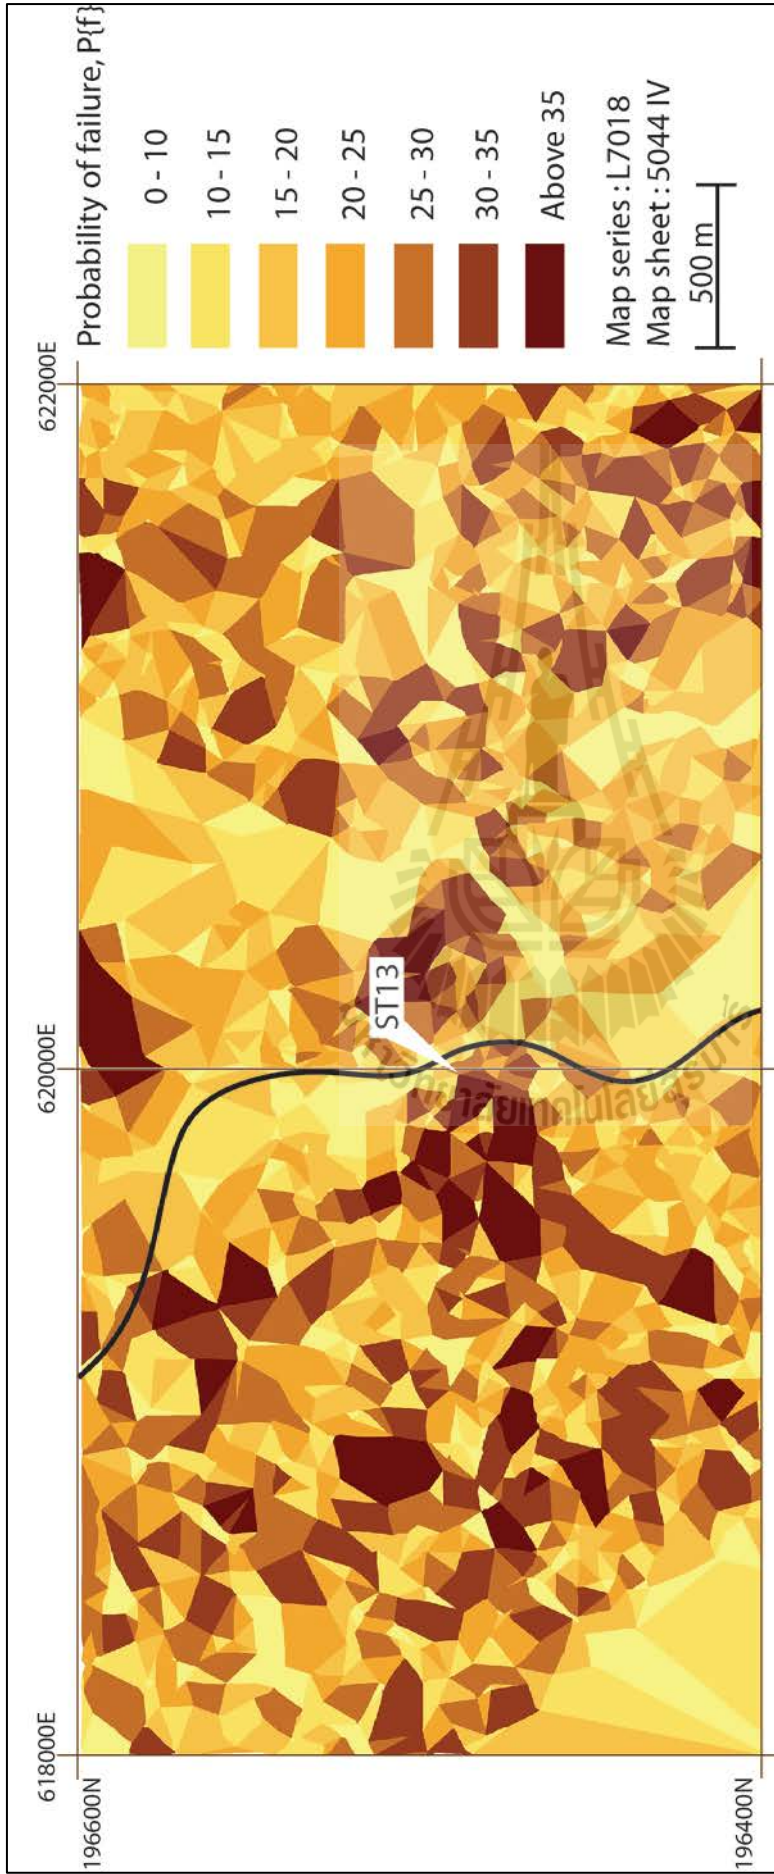 618000E
620000E
622000E
196600N
196400N
ST13
Probability of failure, P{f}
0 - 10
10 - 15
15 - 20
20 - 25
25 - 30
30 - 35
Above 35
Map series : L7018
Map sheet : 5044 IV
500 m